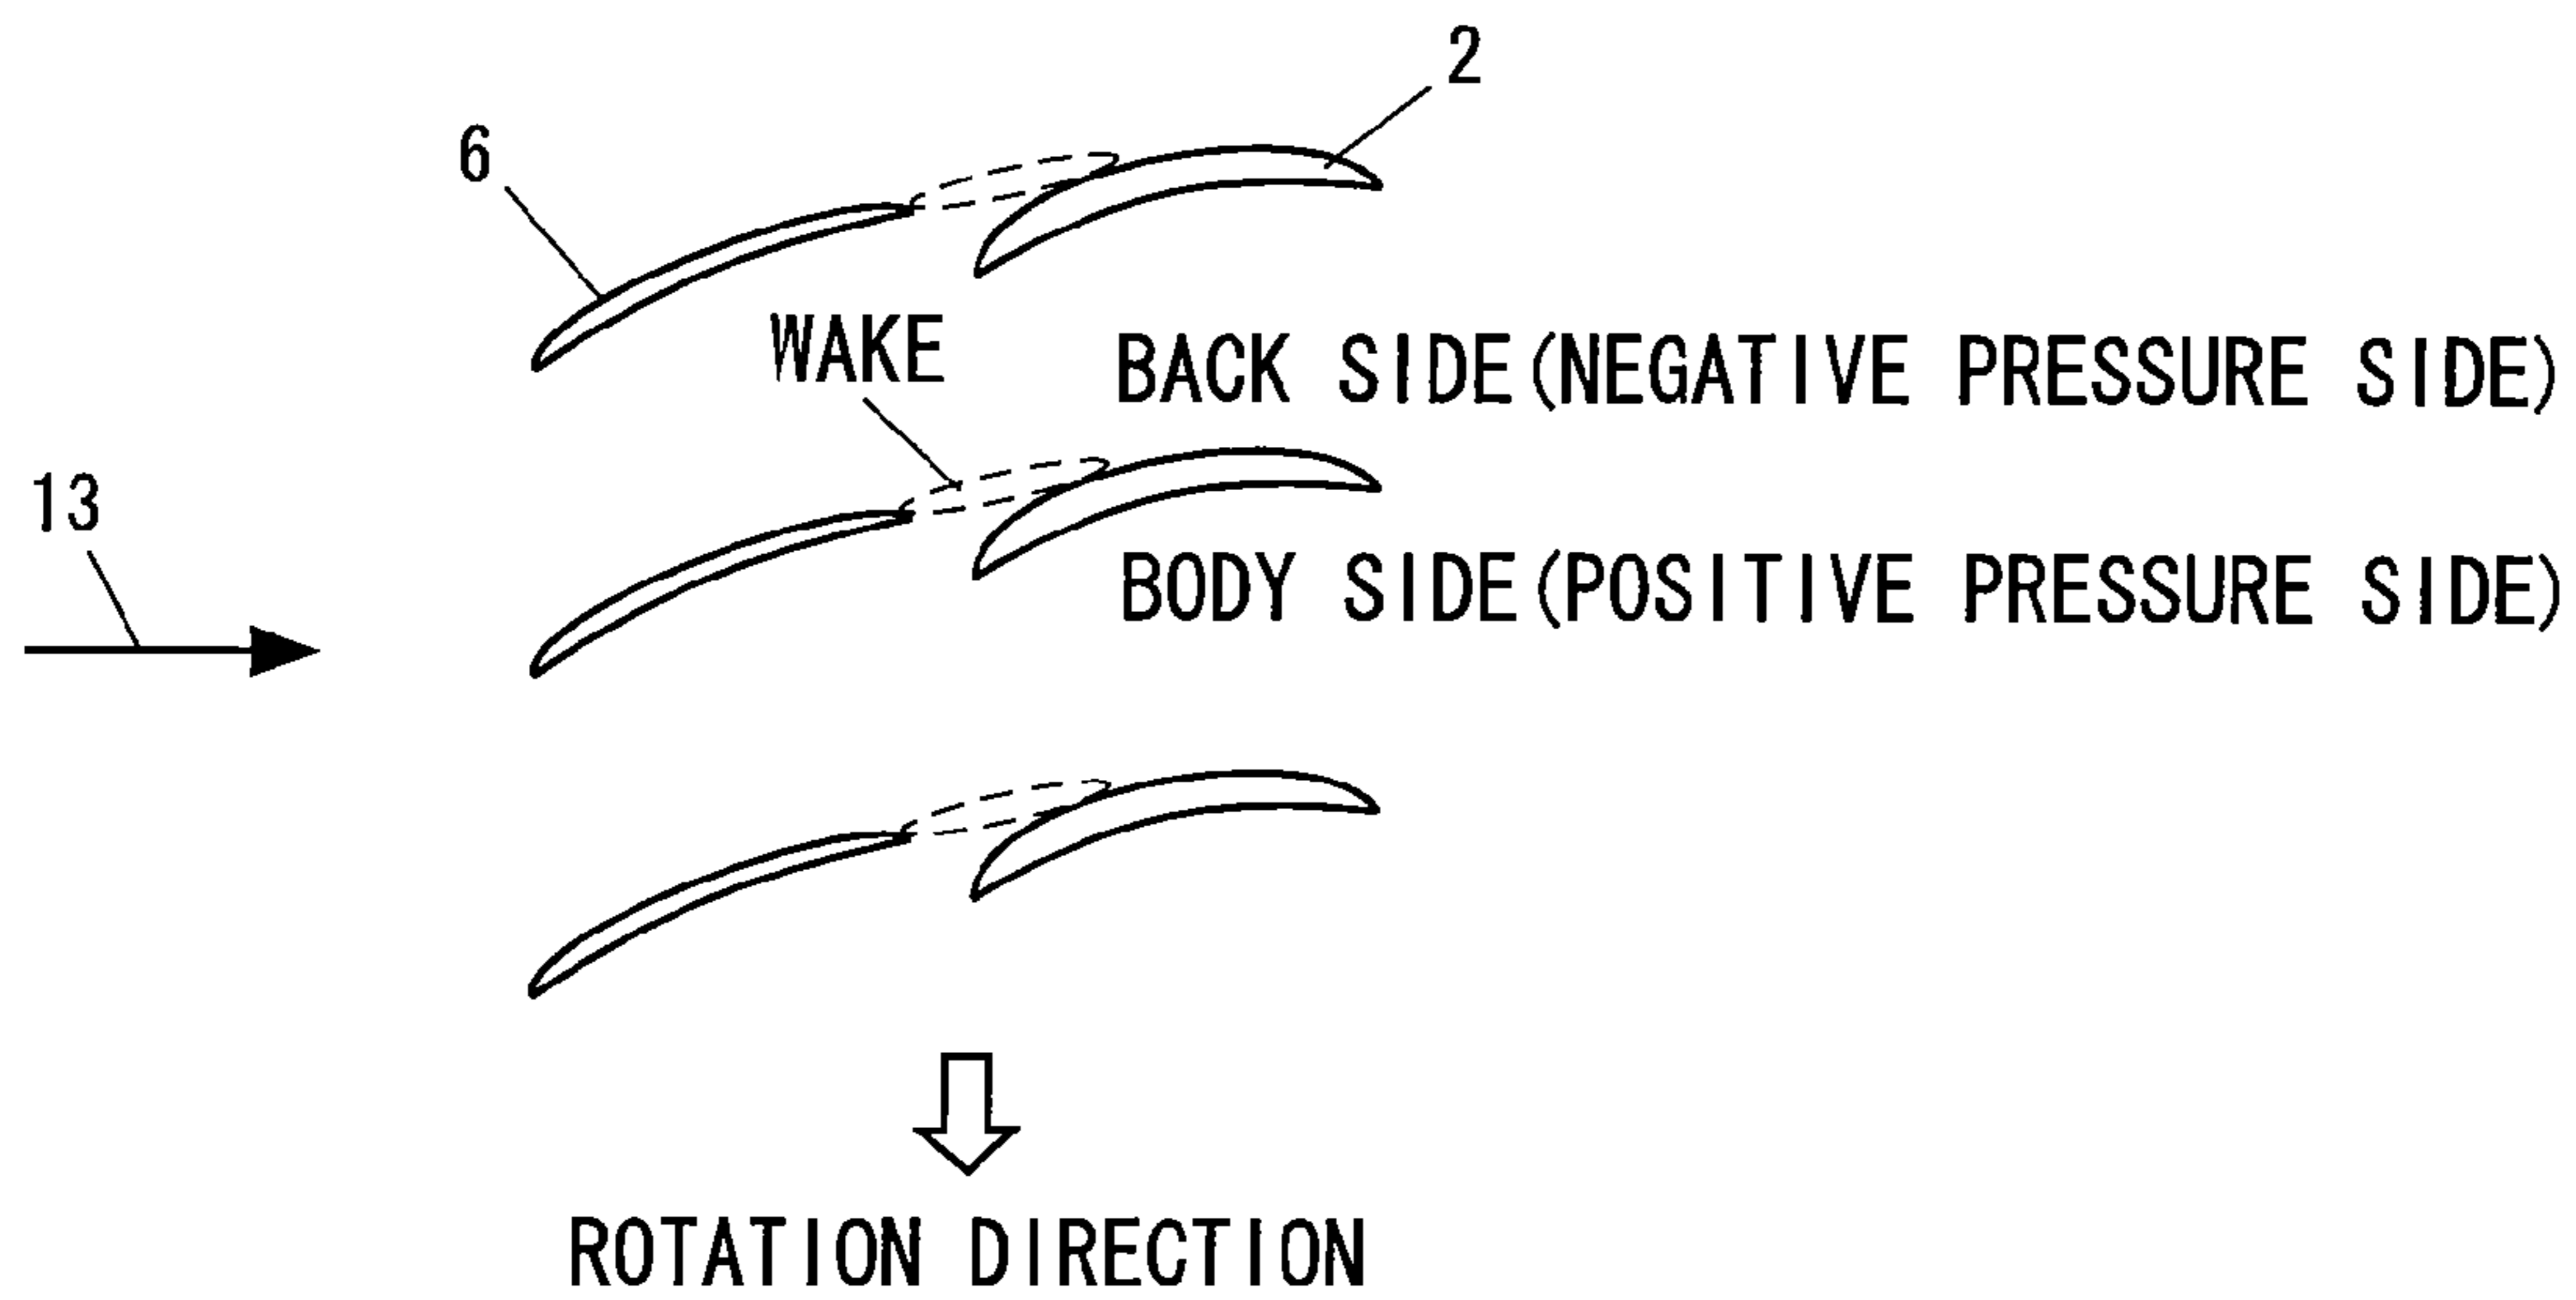 2
6
WAKE
BACK SIDE(NEGATIVE PRESSURE SIDE)
13
BODY SIDE(POSITIVE PRESSURE SIDE)
ROTATION DIRECTION